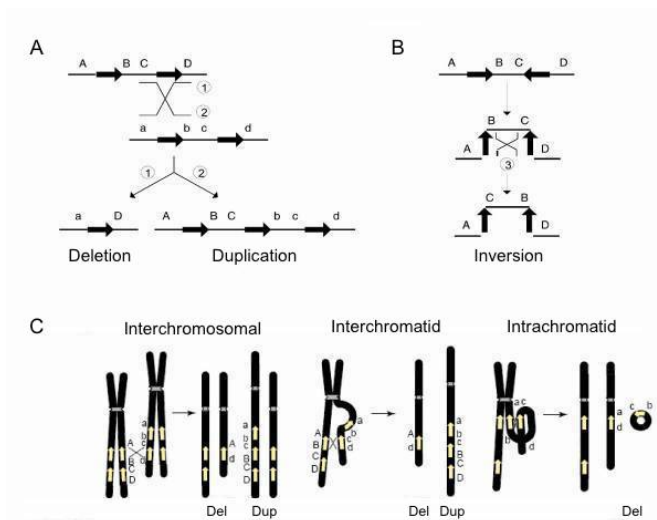 A
B
A B C D
A B C D
1
2
B C
a b c d
A D
3
1 2
C B
a D
A B C b c d
A D
Deletion
Duplication
Inversion
C
Interchromosomal
Interchromatid
Intrachromatid
A
B
C
D
a
b
c
d
A
d
a
b
c
B
C
D
A
B
C
D
a
b
c
d
A
d
a
b
c
B
C
D
a
c
b
d
a
d
c b
Del
Dup
Del
Dup
Del